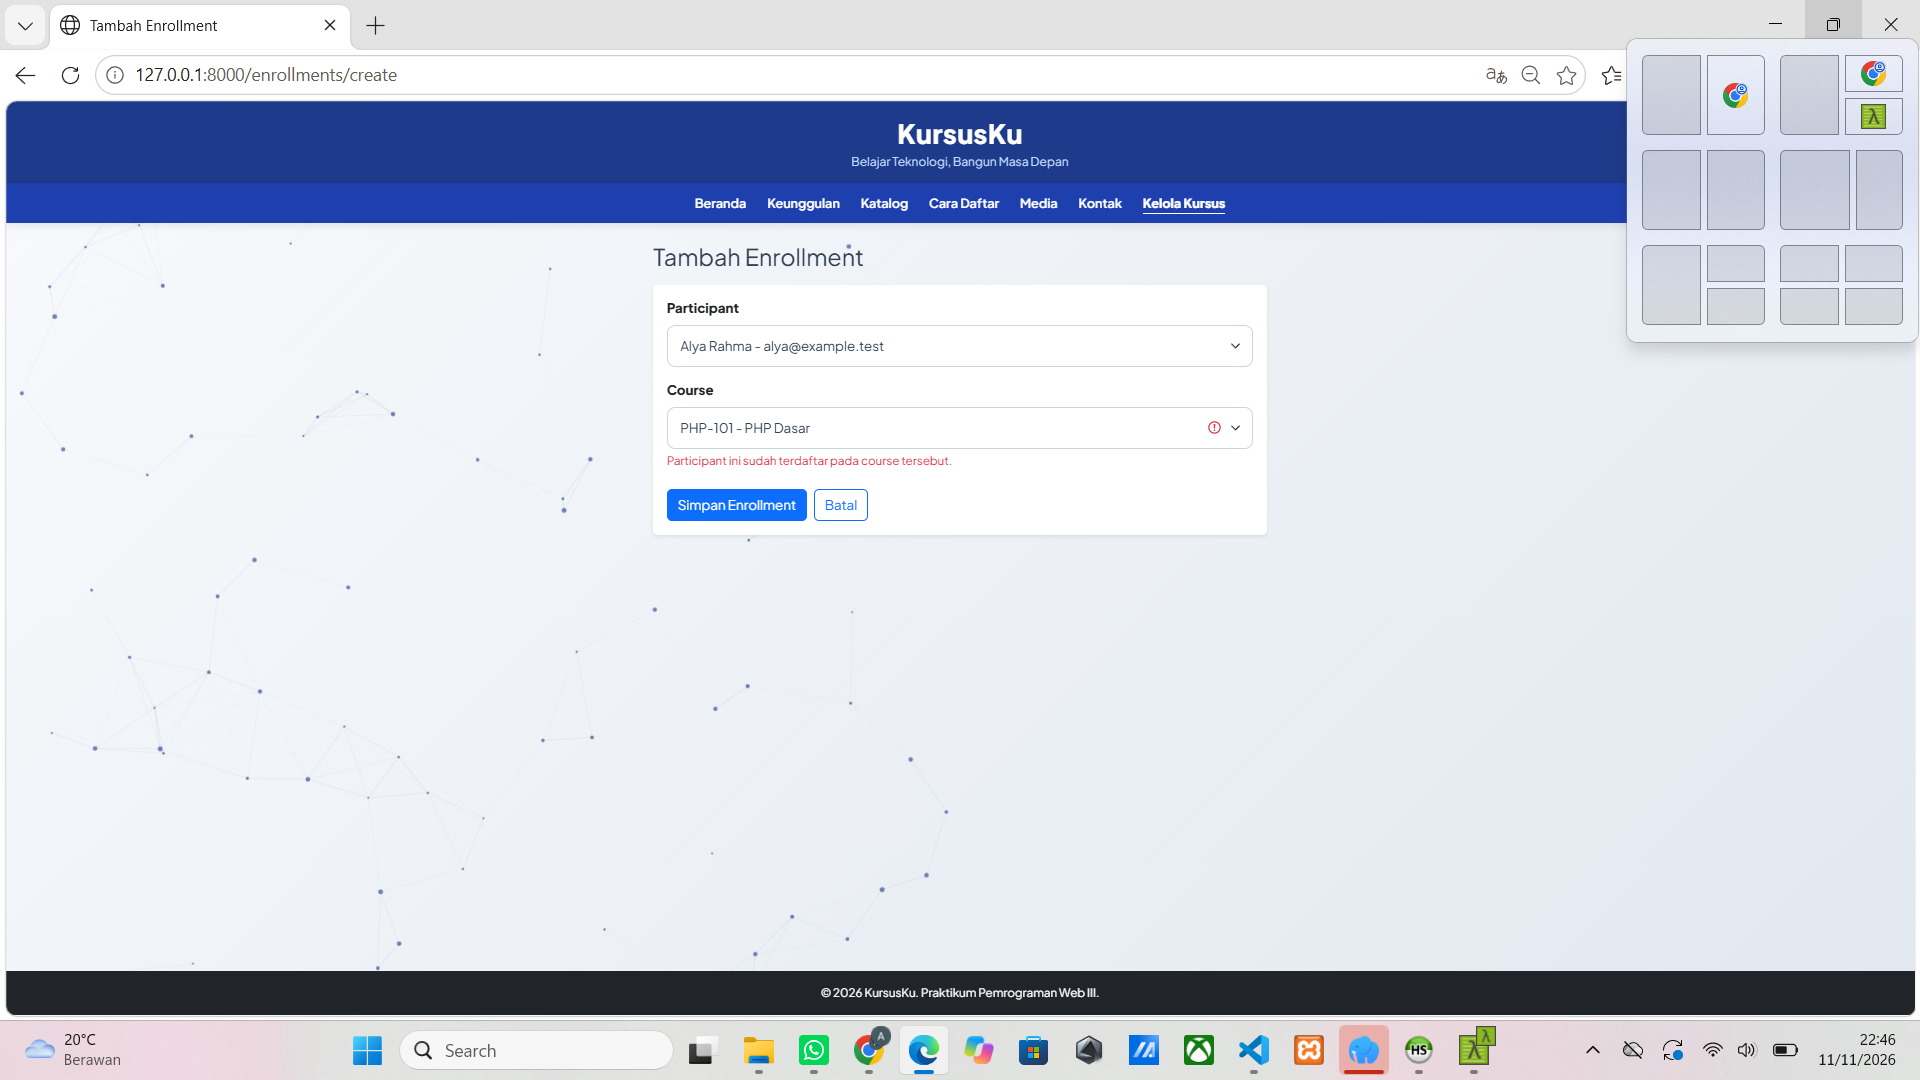 Tambah Enrollment
127.0.0.1:8000/enrollments/create
KursusKu
Belajar Teknologi, Bangun Masa Depan
Beranda Keunggulan Katalog Cara Daftar Media Kontak Kelola Kursus
Tambah Enrollment
Participant
Alya Rahma - alya@example.test
Course
PHP-101 - PHP Dasar
Participant ini sudah terdaftar pada course tersebut.
Simpan Enrollment Batal
© 2026 KursusKu. Praktikum Pemrograman Web III.
20°C
Berawan
Search
A
HS
22:46
11/11/2026